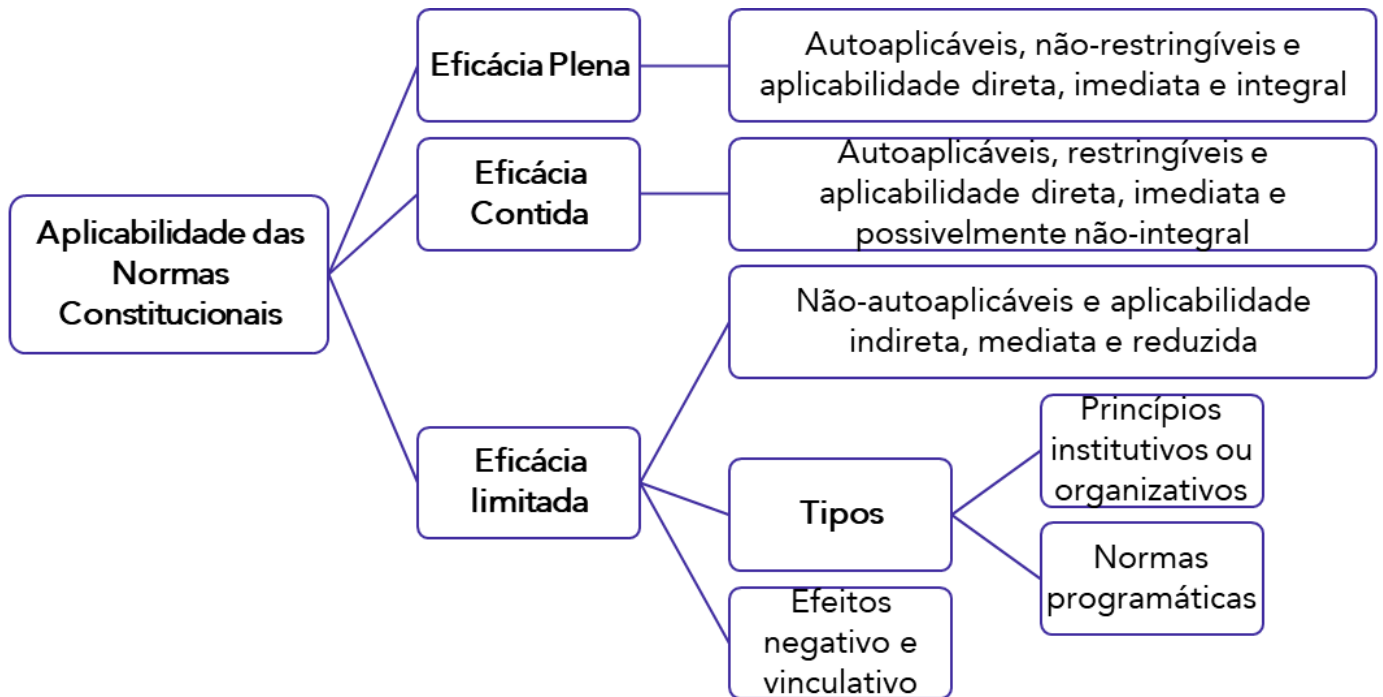 Aplicabilidade das
Normas
Constitucionais
Eficácia Plena
Autoaplicáveis, não-restringíveis e
aplicabilidade direta, imediata e integral
Eficácia
Contida
Autoaplicáveis, restringíveis e
aplicabilidade direta, imediata e
possivelmente não-integral
Eficácia
limitada
Não-autoaplicáveis e aplicabilidade
indireta, mediata e reduzida
Tipos
Princípios
institutivos ou
organizativos
Normas
programáticas
Efeitos
negativo e
vinculativo